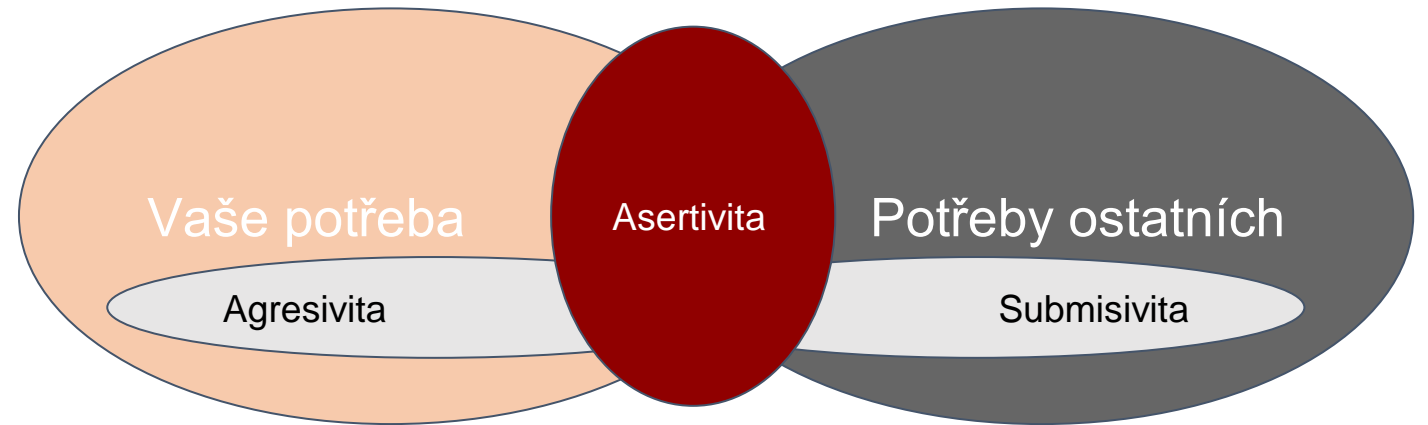 Vaše potřeba
Asertivita
Potřeby ostatních
Agresivita
Submisivita